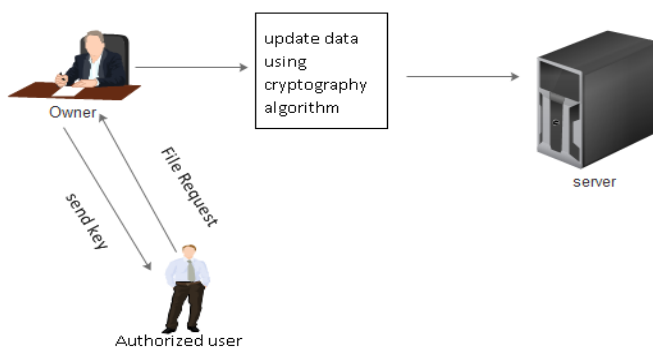 update data
using
cryptography
algorithm
Owner
server
File Request
send key
Authorized user